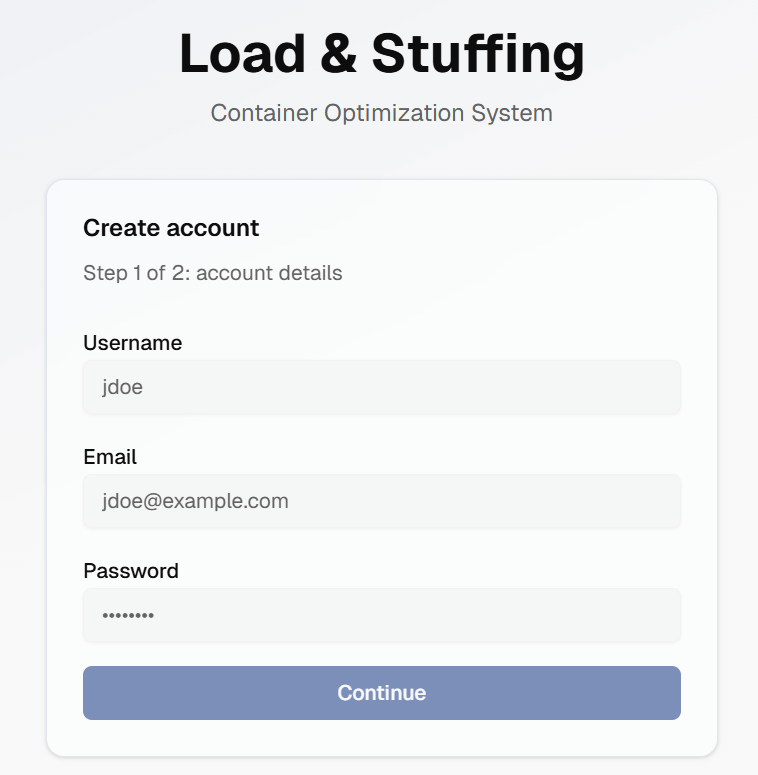 Load & Stuffing
Container Optimization System
Create account
Step 1 of 2: account details
Username
jdoe
Email
jdoe@example.com
Password
••••••••
Continue